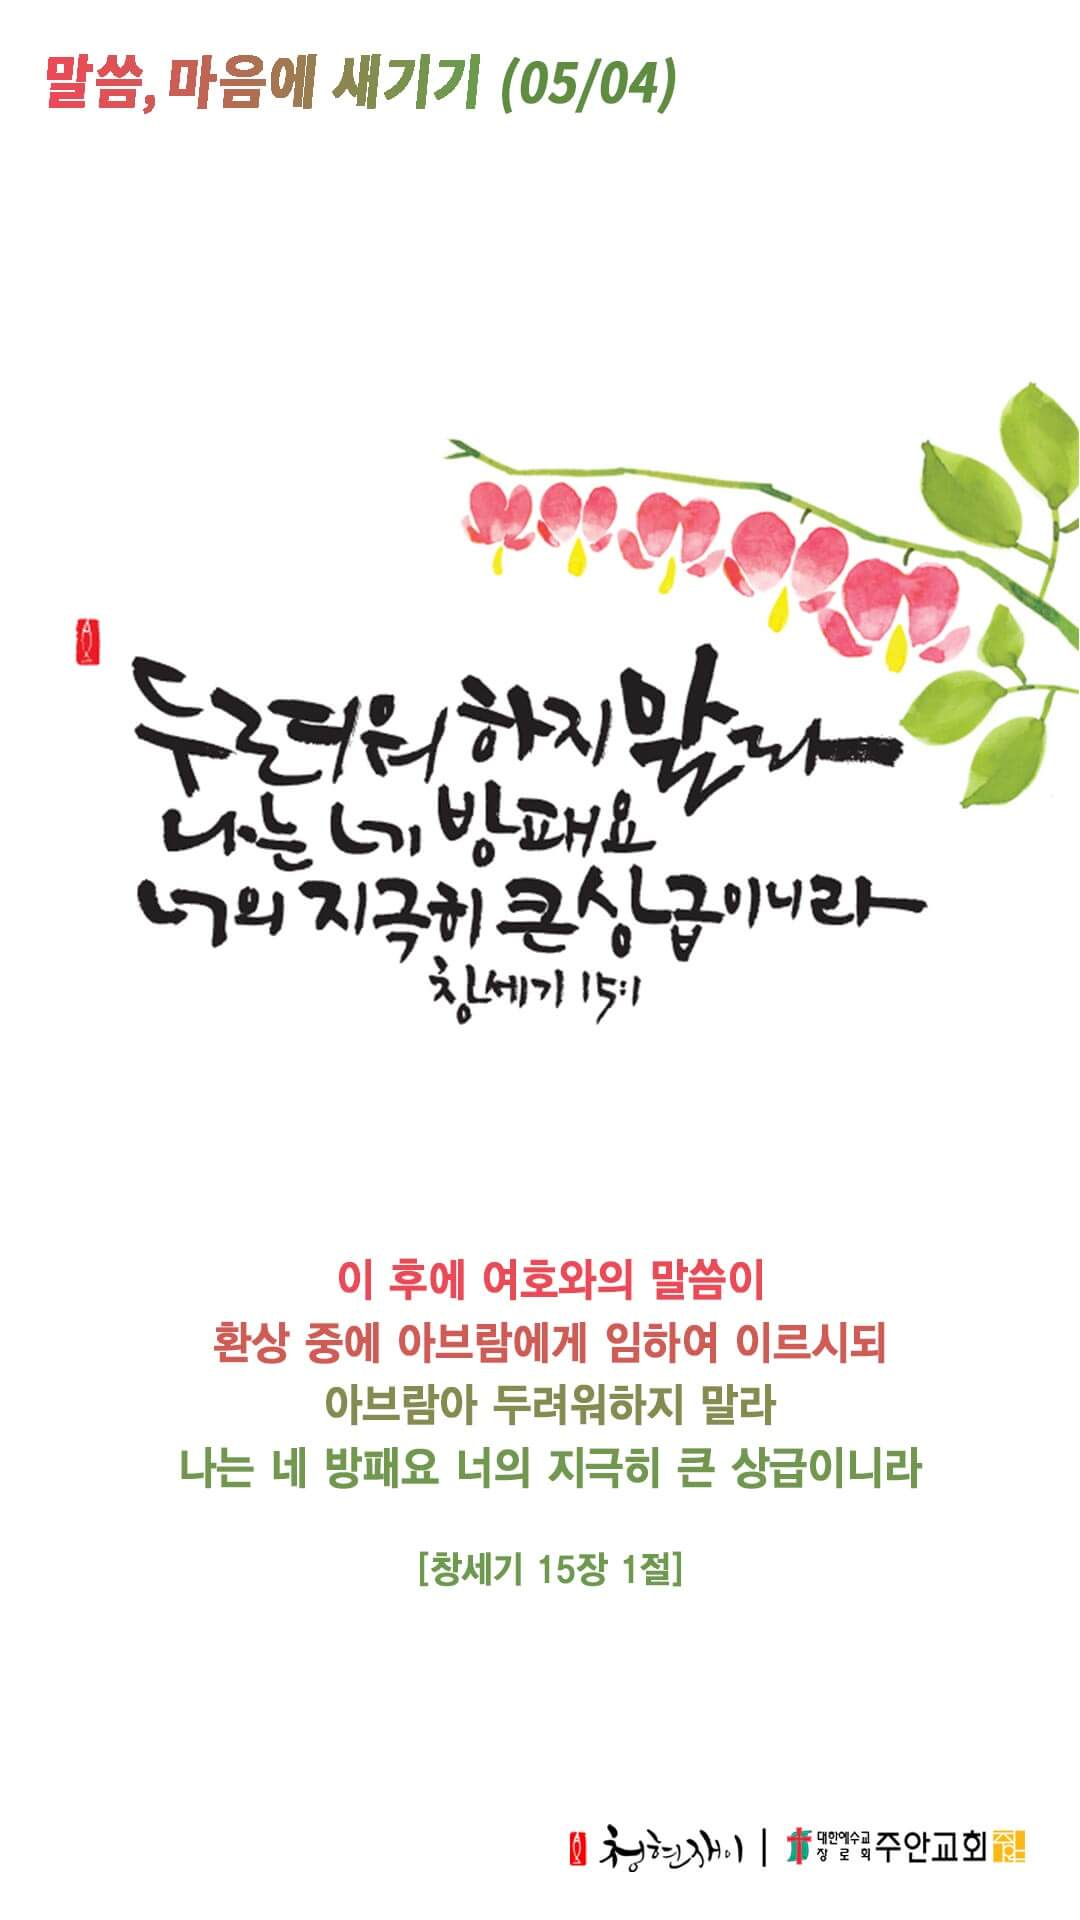 말씀, 마음에 새기기 (05/04)
두려워 하지 말라
나는 네 방패요
너의 지극히 큰 상급이니라
창세기 15:1
이 후에 여호와의 말씀이
환상 중에 아브람에게 임하여 이르시되
아브람아 두려워하지 말라
나는 네 방패요 너의 지극히 큰 상급이니라
[창세기 15장 1절]
청현재이 | 대한예수교 장로회 주안교회